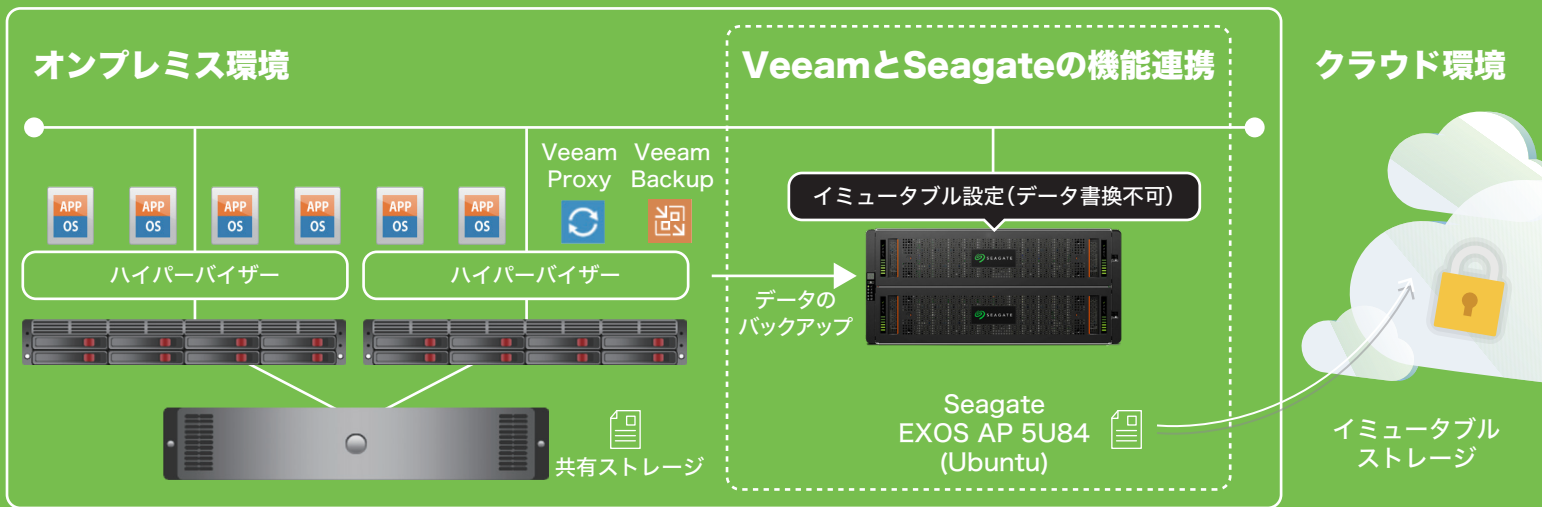 オンプレミス環境
VeeamとSeagateの機能連携
クラウド環境
Veeam Proxy
Veeam Backup
APP OS
APP OS
APP OS
APP OS
APP OS
APP OS
ハイパーバイザー
ハイパーバイザー
データの
バックアップ
イミュータブル設定（データ書換不可）
SEAGATE
SEAGATE
共有ストレージ
Seagate
EXOS AP 5U84
(Ubuntu)
イミュータブル
ストレージ